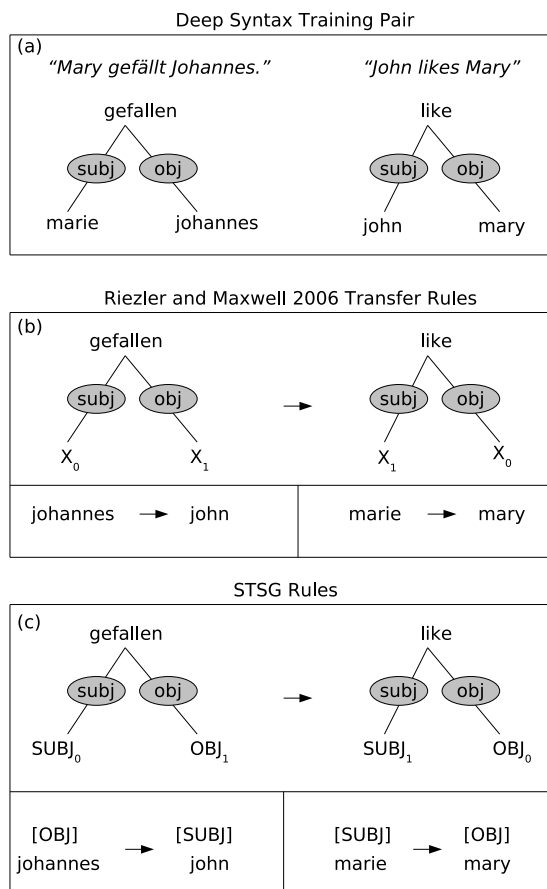 Deep Syntax Training Pair
(a)
“Mary gefällt Johannes.” “John likes Mary”
gefallen like
subj obj subj obj
marie johannes john mary
Riezler and Maxwell 2006 Transfer Rules
(b)
gefallen like
subj obj subj obj
X0 X1 X1 X0
johannes john marie mary
STSG Rules
(c)
gefallen like
subj obj subj obj
SUBJ0 OBJ1 SUBJ1 OBJ0
[OBJ] [SUBJ] [SUBJ] [OBJ]
johannes john marie mary